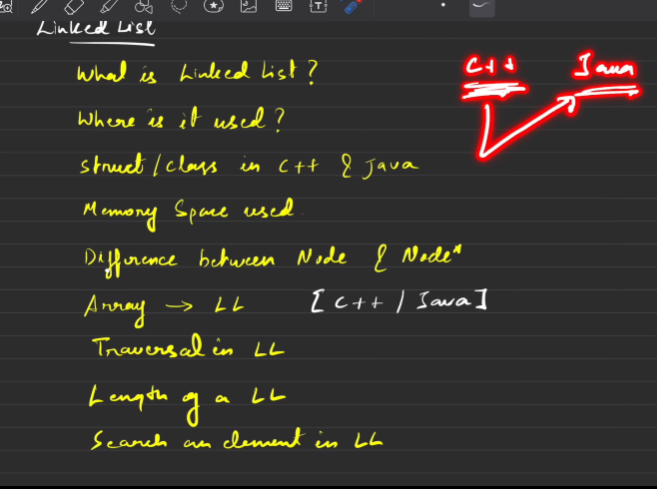 Linked List
What is Linked List?
C++ Java
Where is it used?
Struct/class in C++ & Java
Memory Space used.
Difference between Node & Node*
Array → LL [C++ / Java]
Traversal in LL
Length of a LL
Search an element in LL